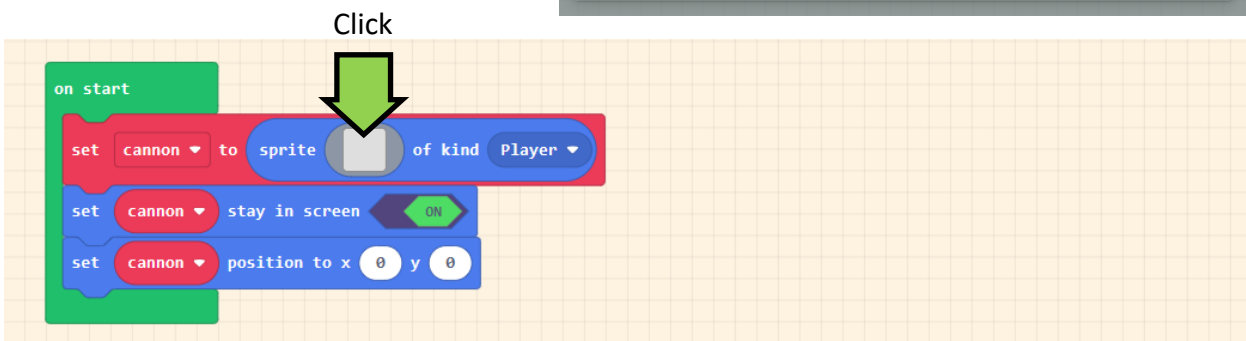 Click
on start
set cannon to sprite of kind Player
set cannon stay in screen ON
set cannon position to x 0 y 0